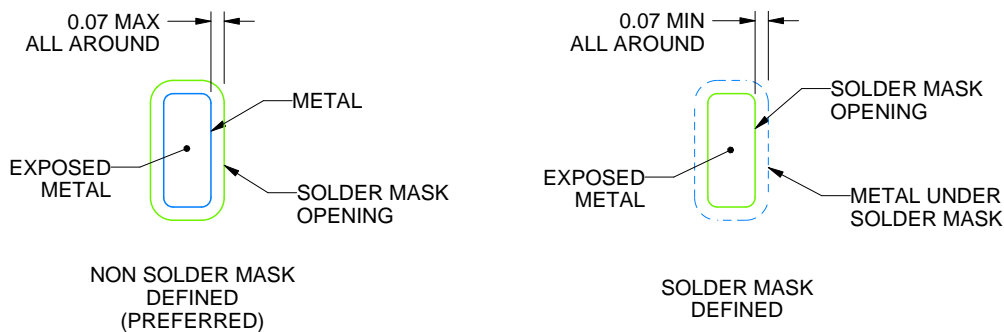 0.07 MAX
ALL AROUND
METAL
EXPOSED
METAL
SOLDER MASK
OPENING
NON SOLDER MASK
DEFINED
(PREFERRED)
0.07 MIN
ALL AROUND
SOLDER MASK
OPENING
EXPOSED
METAL
METAL UNDER
SOLDER MASK
SOLDER MASK
DEFINED